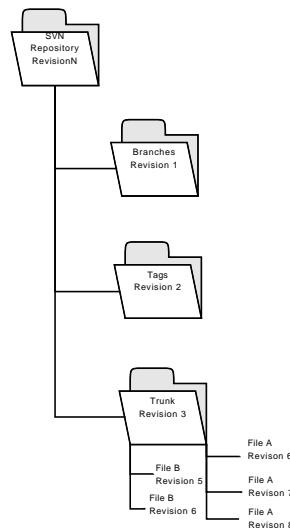 SVN
Repository
RevisionN
Branches
Revision 1
Tags
Revision 2
Trunk
Revision 3
File A
Revison 6
File B
Revision 5
File A
Revison 7
File B
Revision 6
File A
Revison 8